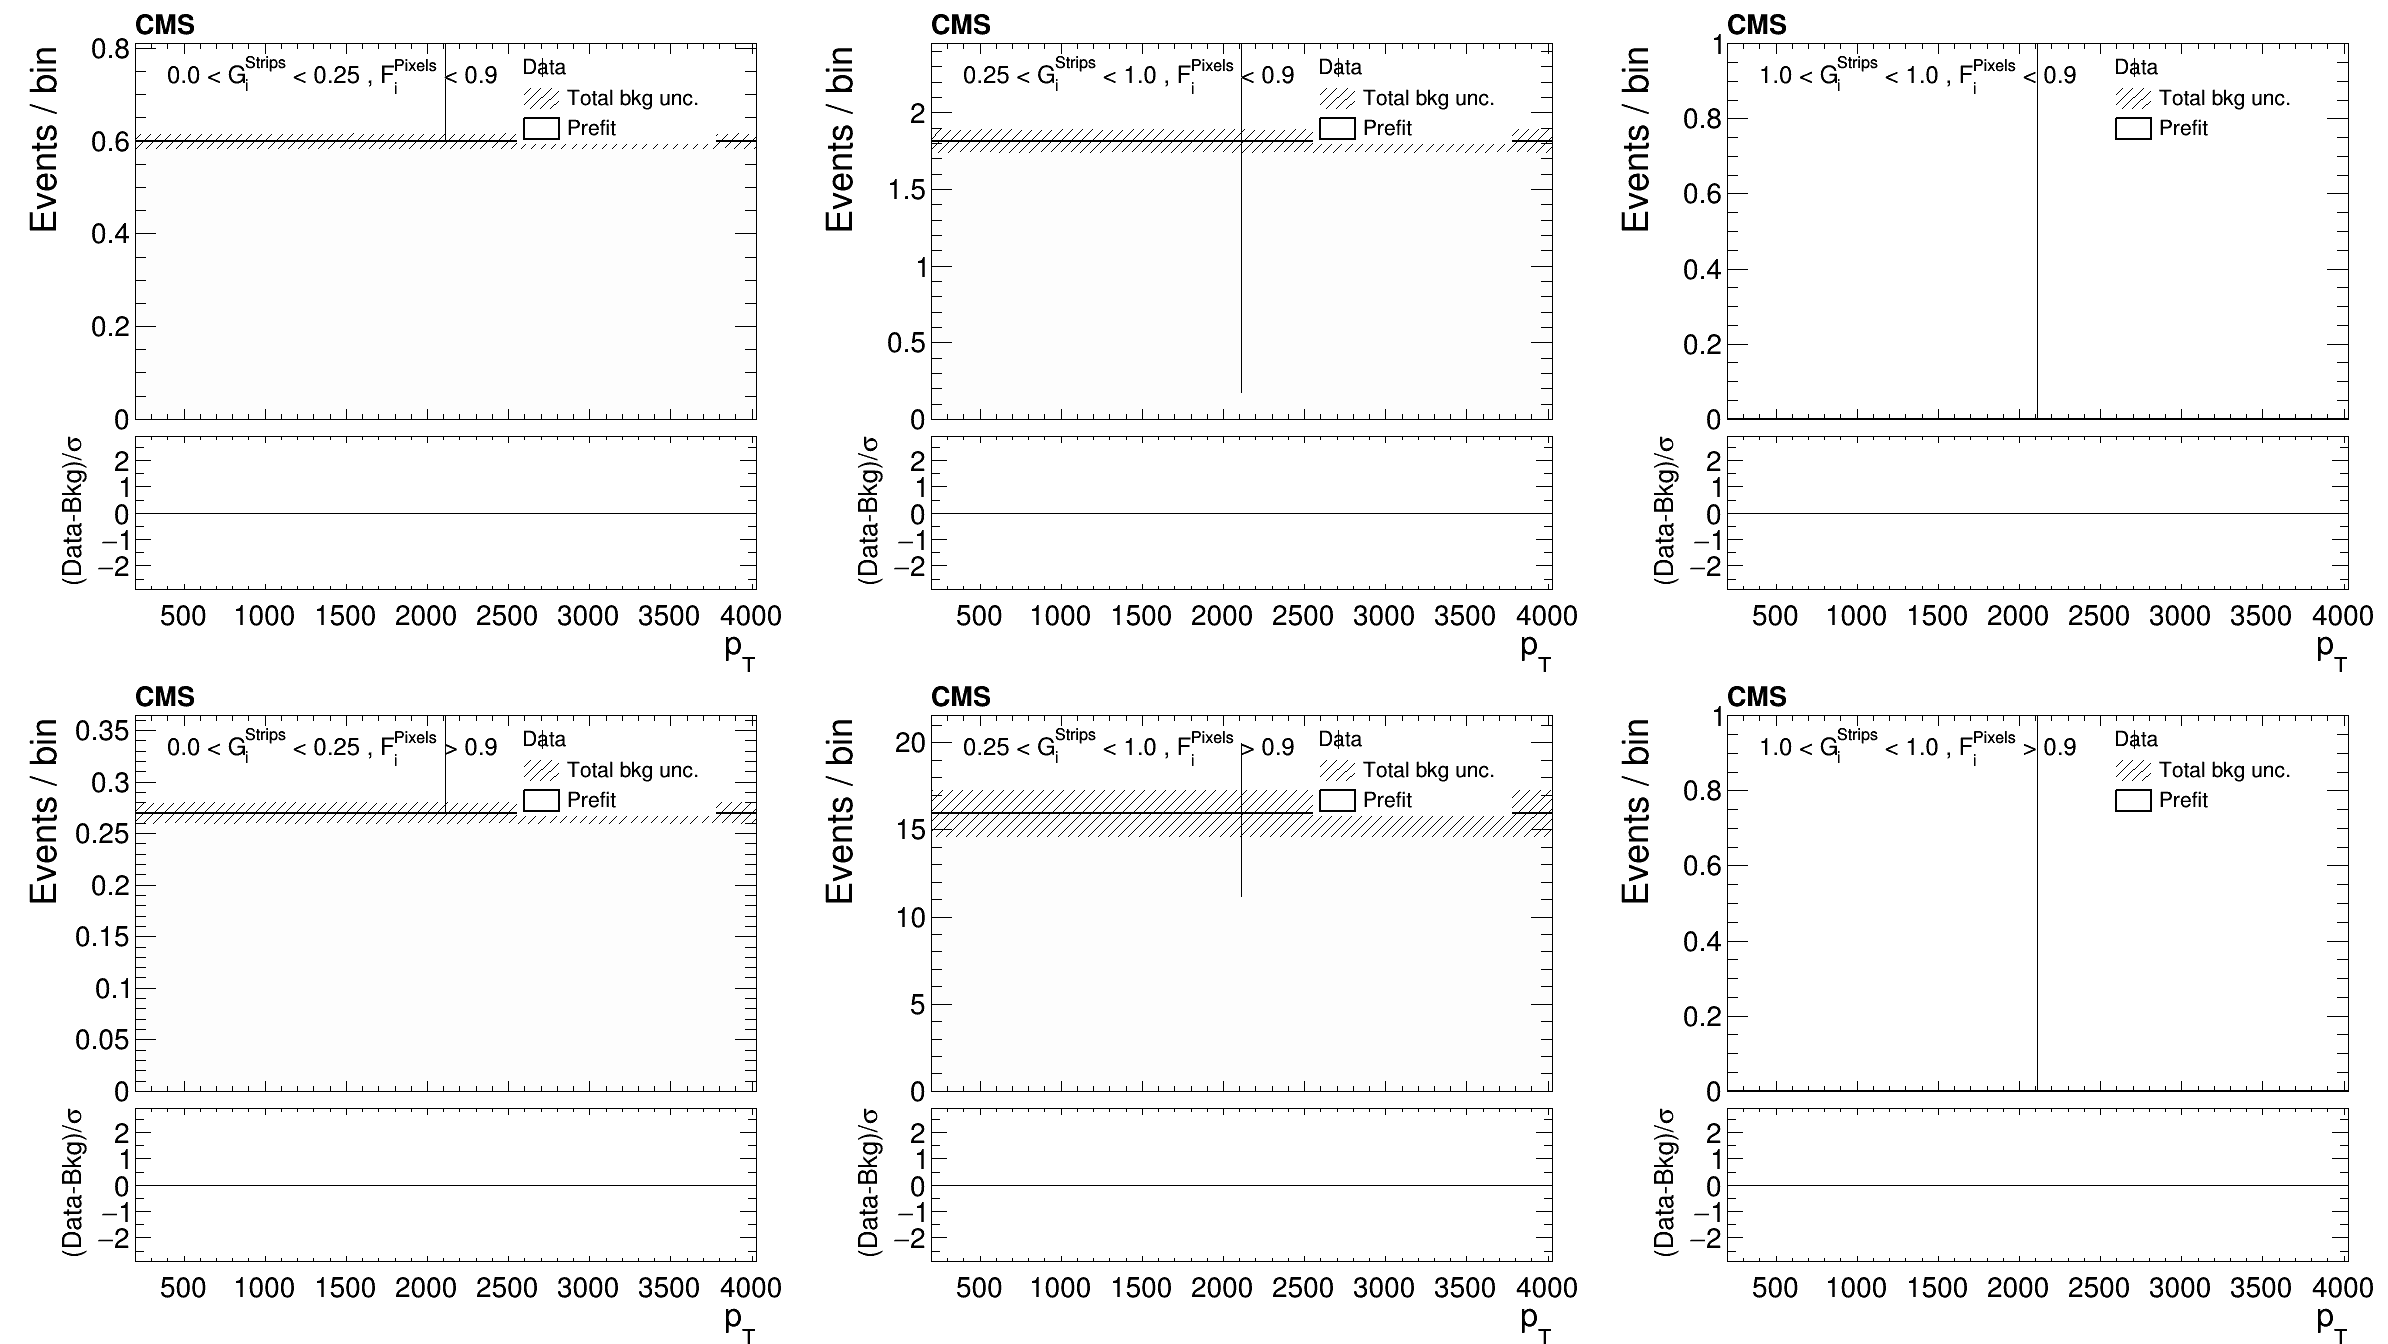 CMS
Events / bin
0.0 < G_i^Strips < 0.25 , F_i^Pixels < 0.9
Data
Total bkg unc.
Prefit
0.8
0.6
0.4
0.2
0
(Data-Bkg)/σ
2
1
0
−1
−2
500 1000 1500 2000 2500 3000 3500 4000
p_T
CMS
Events / bin
0.25 < G_i^Strips < 1.0 , F_i^Pixels < 0.9
Data
Total bkg unc.
Prefit
2
1.5
1
0.5
0
(Data-Bkg)/σ
2
1
0
−1
−2
500 1000 1500 2000 2500 3000 3500 4000
p_T
CMS
Events / bin
1.0 < G_i^Strips < 1.0 , F_i^Pixels < 0.9
Data
Total bkg unc.
Prefit
1
0.8
0.6
0.4
0.2
0
(Data-Bkg)/σ
2
1
0
−1
−2
500 1000 1500 2000 2500 3000 3500 4000
p_T
CMS
Events / bin
0.0 < G_i^Strips < 0.25 , F_i^Pixels > 0.9
Data
Total bkg unc.
Prefit
0.35
0.3
0.25
0.2
0.15
0.1
0.05
0
(Data-Bkg)/σ
2
1
0
−1
−2
500 1000 1500 2000 2500 3000 3500 4000
p_T
CMS
Events / bin
0.25 < G_i^Strips < 1.0 , F_i^Pixels > 0.9
Data
Total bkg unc.
Prefit
20
15
10
5
0
(Data-Bkg)/σ
2
1
0
−1
−2
500 1000 1500 2000 2500 3000 3500 4000
p_T
CMS
Events / bin
1.0 < G_i^Strips < 1.0 , F_i^Pixels > 0.9
Data
Total bkg unc.
Prefit
1
0.8
0.6
0.4
0.2
0
(Data-Bkg)/σ
2
1
0
−1
−2
500 1000 1500 2000 2500 3000 3500 4000
p_T